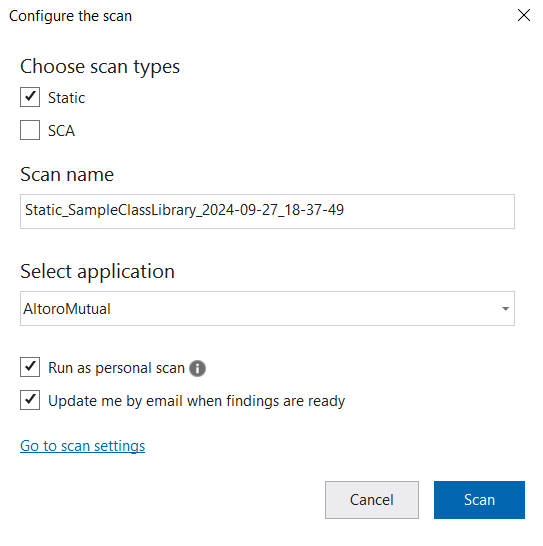 Configure the scan
Choose scan types
Static
SCA
Scan name
Static_SampleClassLibrary_2024-09-27_18-37-49
Select application
AltoroMutual
Run as personal scan
Update me by email when findings are ready
Go to scan settings
Cancel
Scan